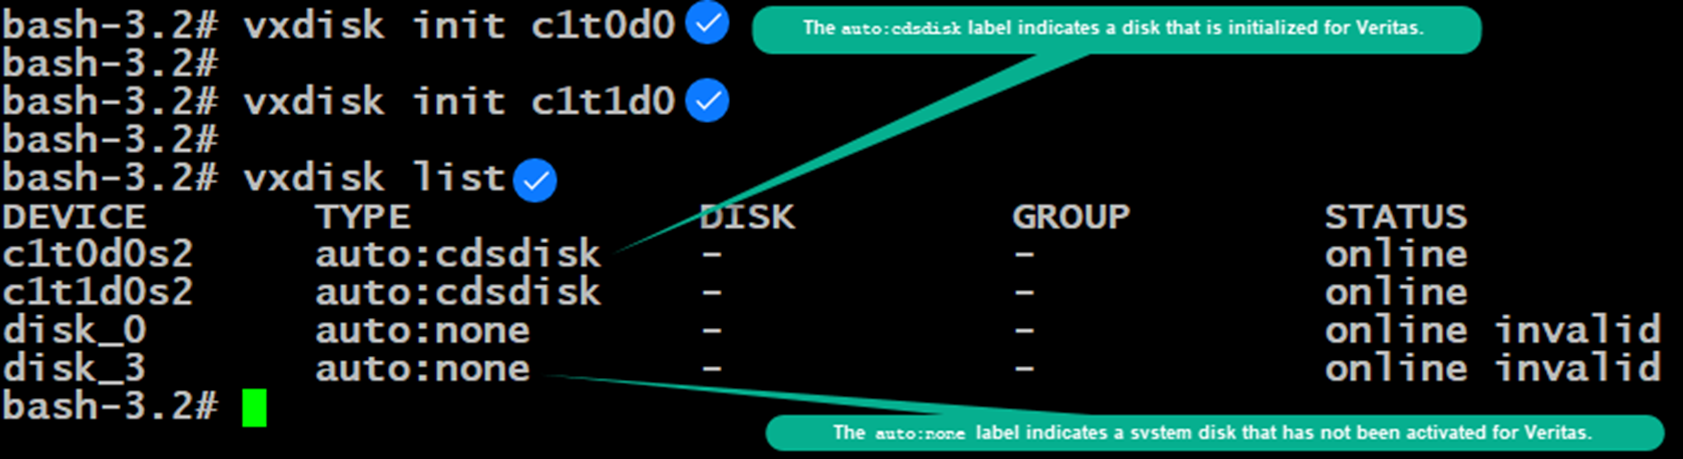 bash-3.2# vxdisk init c1t0d0
The auto:cdsdisk label indicates a disk that is initialized for Veritas.
bash-3.2#
bash-3.2# vxdisk init c1t1d0
bash-3.2#
bash-3.2# vxdisk list
DEVICE TYPE DISK GROUP STATUS
c1t0d0s2 auto:cdsdisk - - online
c1t1d0s2 auto:cdsdisk - - online
disk_0 auto:none - - online invalid
disk_3 auto:none - - online invalid
bash-3.2#
The auto:none label indicates a system disk that has not been activated for Veritas.